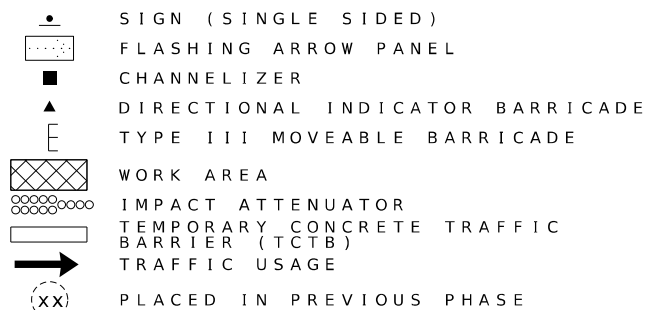 SIGN (SINGLE SIDED)
FLASHING ARROW PANEL
CHANNELIZER
DIRECTIONAL INDICATOR BARRICADE
TYPE III MOVEABLE BARRICADE
WORK AREA
IMPACT ATTENUATOR
TEMPORARY CONCRETE TRAFFIC
BARRIER (TCTB)
TRAFFIC USAGE
XX PLACED IN PREVIOUS PHASE